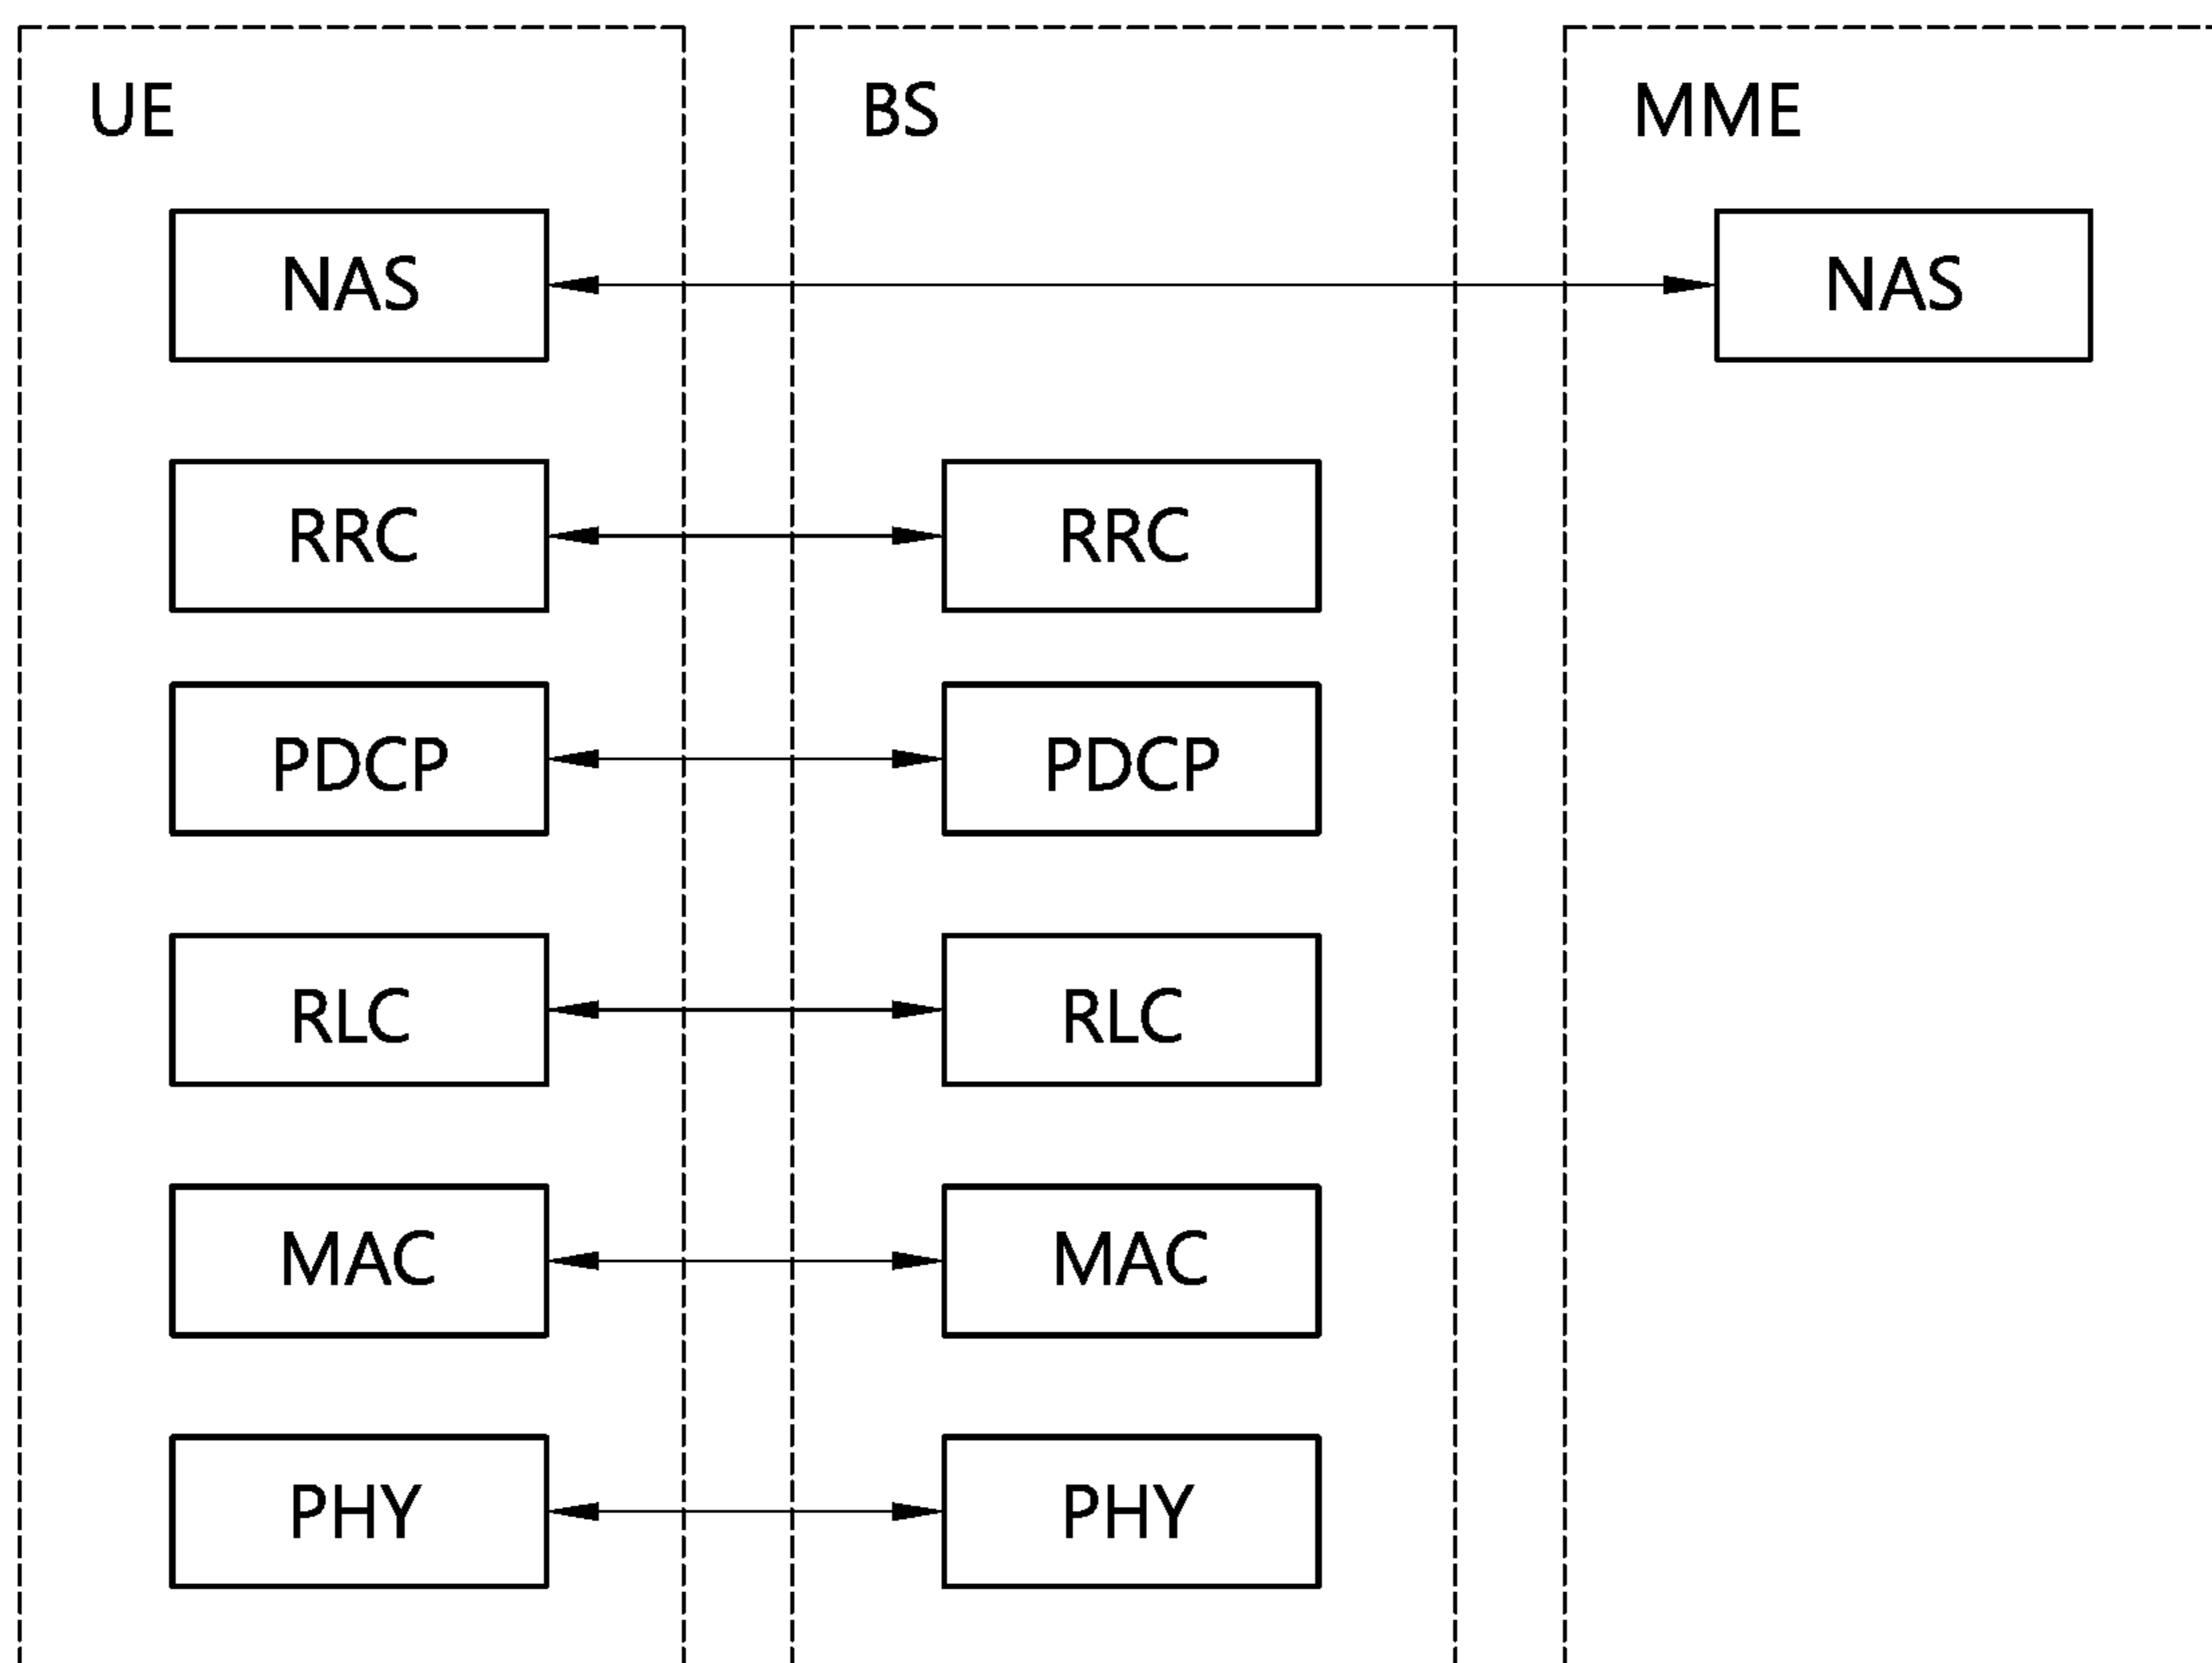 UE
BS
MME
NAS
NAS
RRC
RRC
PDCP
PDCP
RLC
RLC
MAC
MAC
PHY
PHY